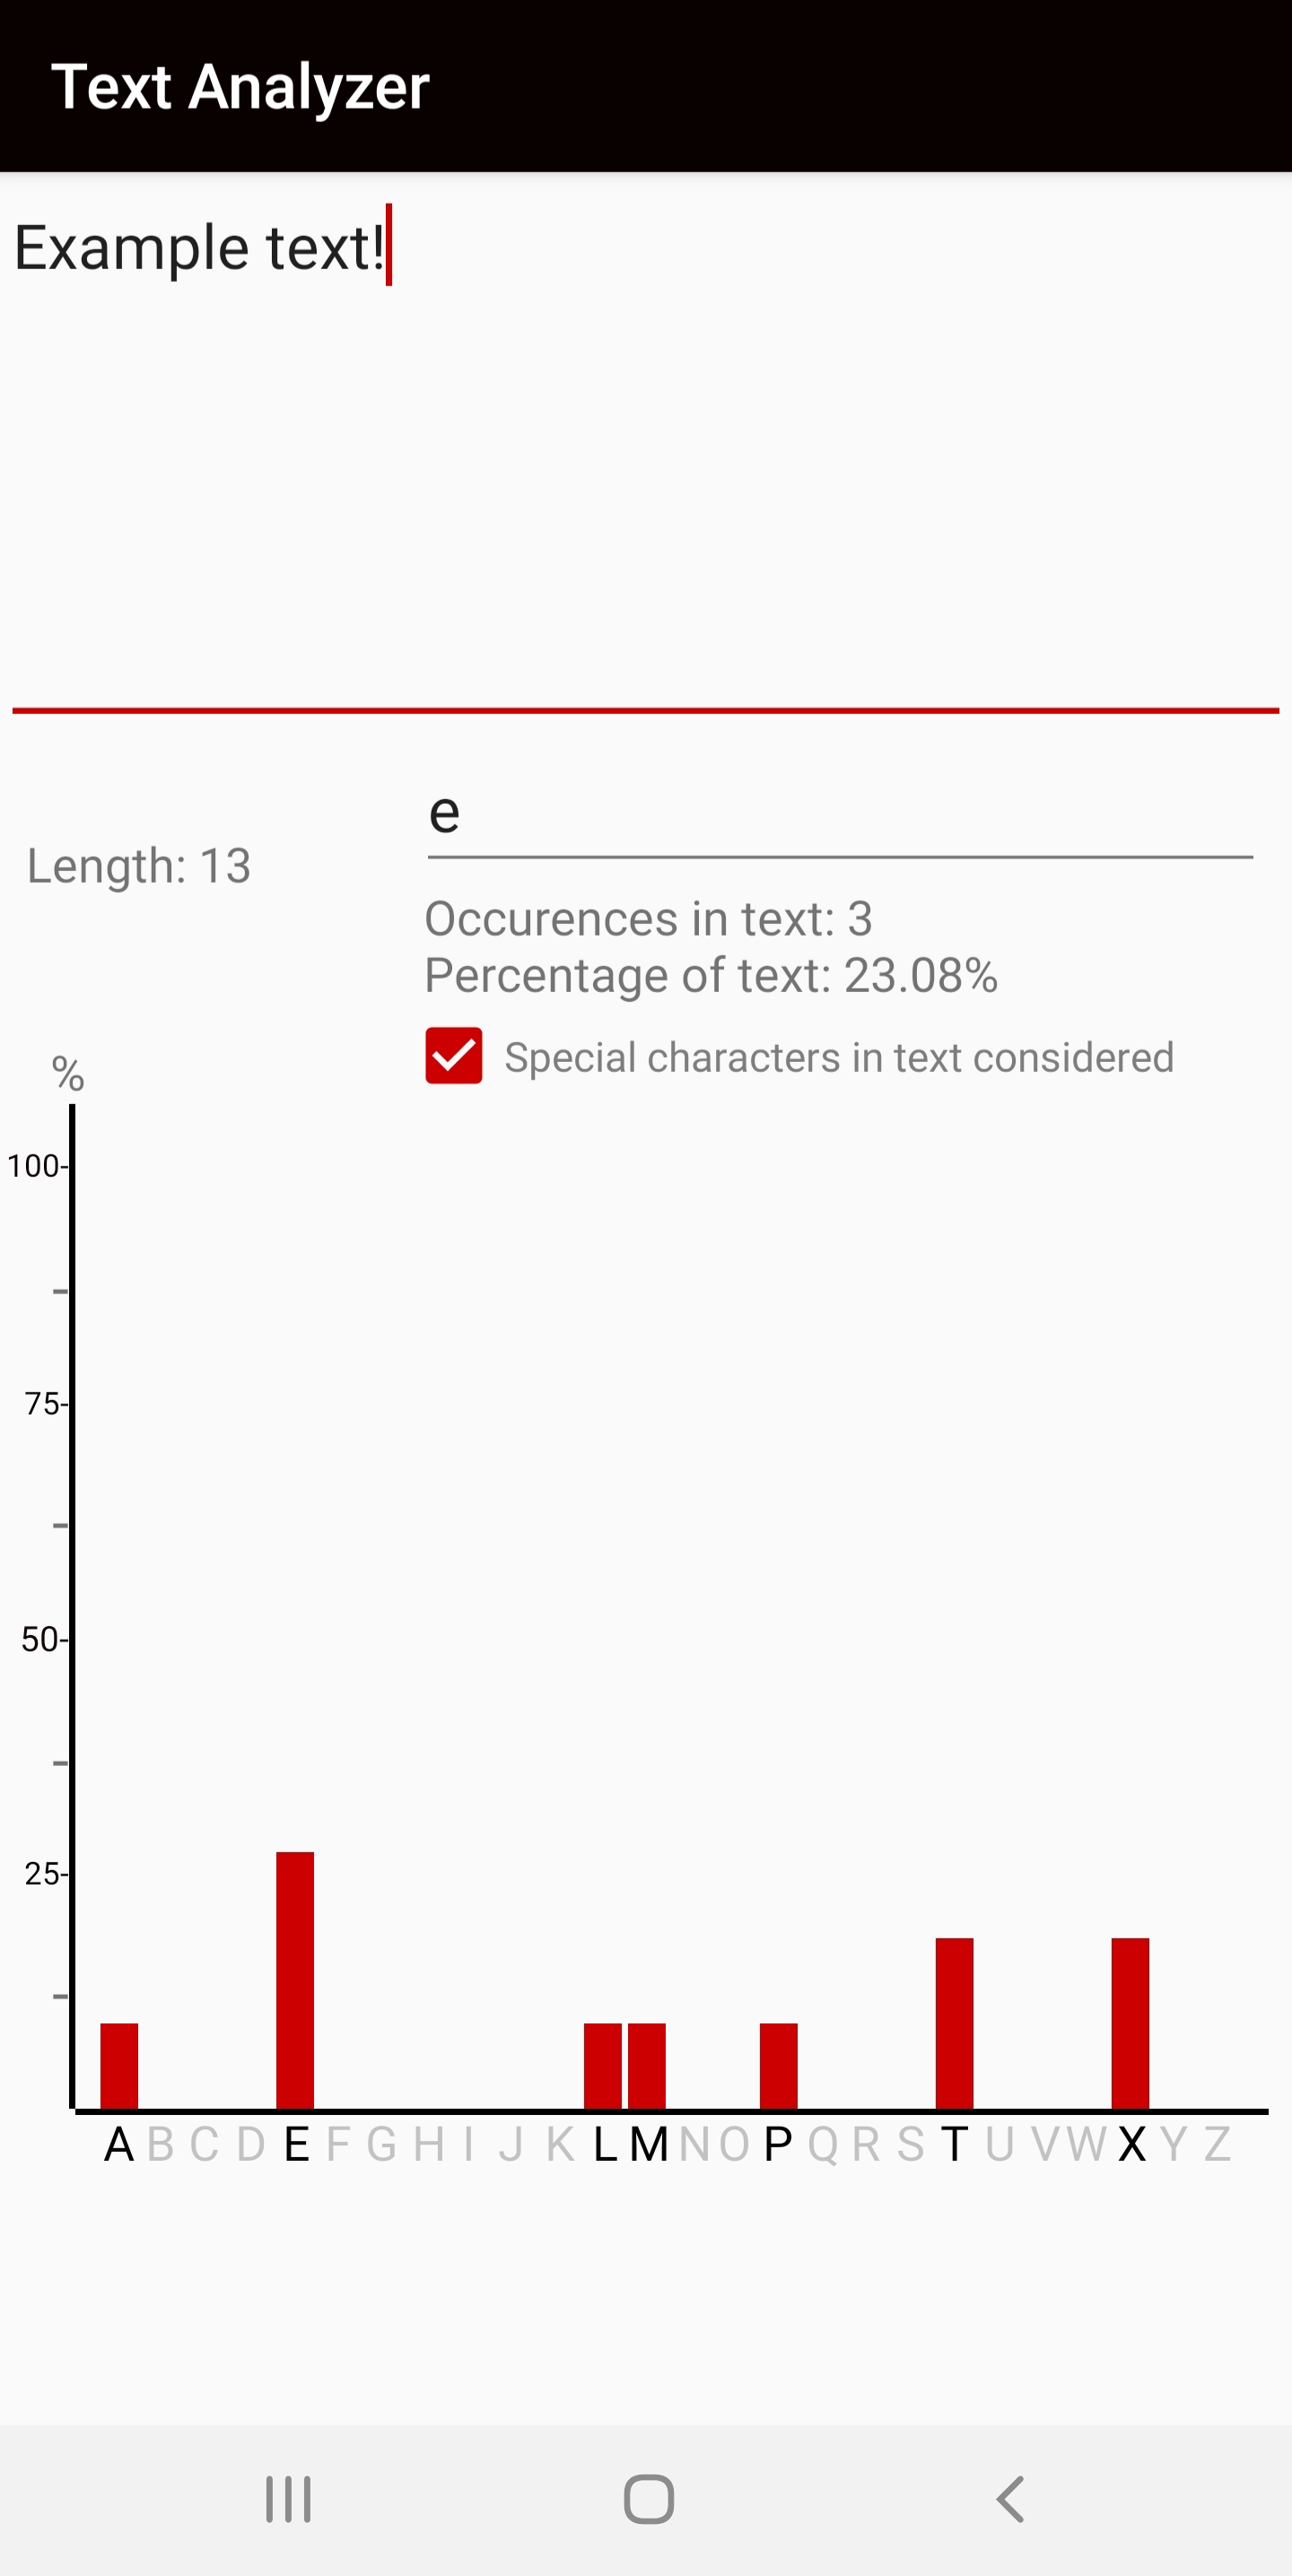 Text Analyzer
Example text!
e
Length: 13
Occurences in text: 3
Percentage of text: 23.08%
Special characters in text considered
%
100
75
50
25
A B C D E F G H I J K L M N O P Q R S T U V W X Y Z